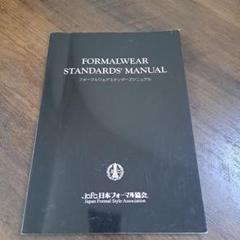 FORMALWEAR
STANDARDS' MANUAL
フォーマルウェアスタンダーズマニュアル
日本フォーマル協会
Japan Formal Style Association